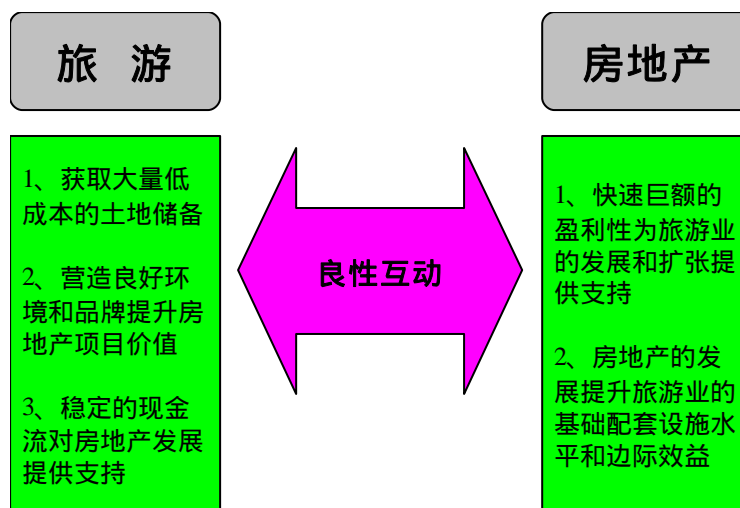 旅 游
1、获取大量低
成本的土地储备
2、营造良好环
境和品牌提升房
地产项目价值
3、稳定的现金
流对房地产发展
提供支持
良性互动
房地产
1、快速巨额的
盈利性为旅游业
的发展和扩张提
供支持
2、房地产的发
展提升旅游业的
基础配套设施水
平和边际效益